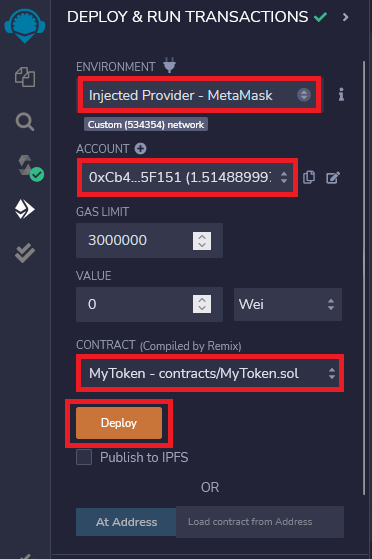 DEPLOY & RUN TRANSACTIONS
ENVIRONMENT
Injected Provider - MetaMask
Custom (534354) network
ACCOUNT
0xCb4...5F151 (1.514889997
GAS LIMIT
3000000
VALUE
0 Wei
CONTRACT (Compiled by Remix)
MyToken - contracts/MyToken.sol
Deploy
Publish to IPFS
OR
At Address Load contract from Address